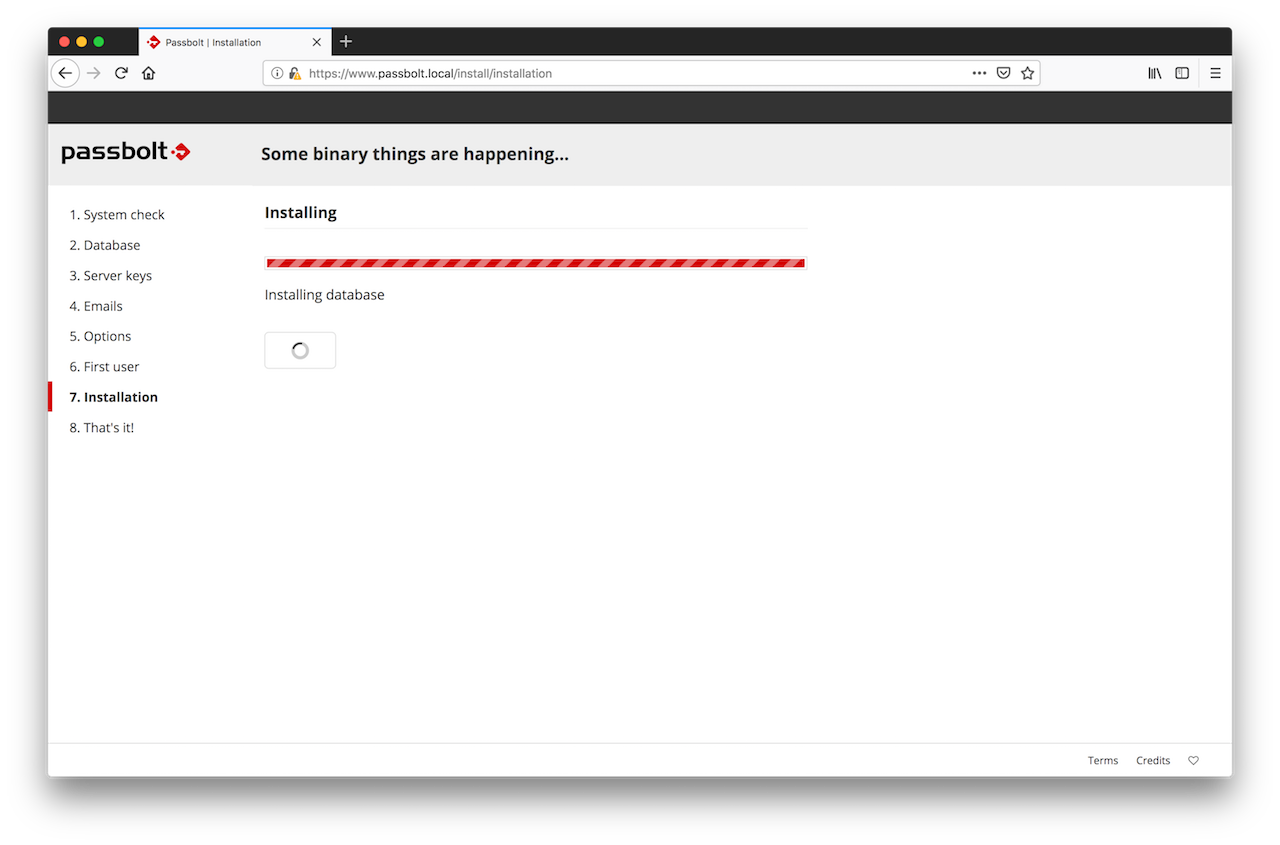 Passbolt | Installation
https://www.passbolt.local/install/installation
passbolt
Some binary things are happening...
1. System check
2. Database
3. Server keys
4. Emails
5. Options
6. First user
7. Installation
8. That's it!
Installing
Installing database
Terms
Credits